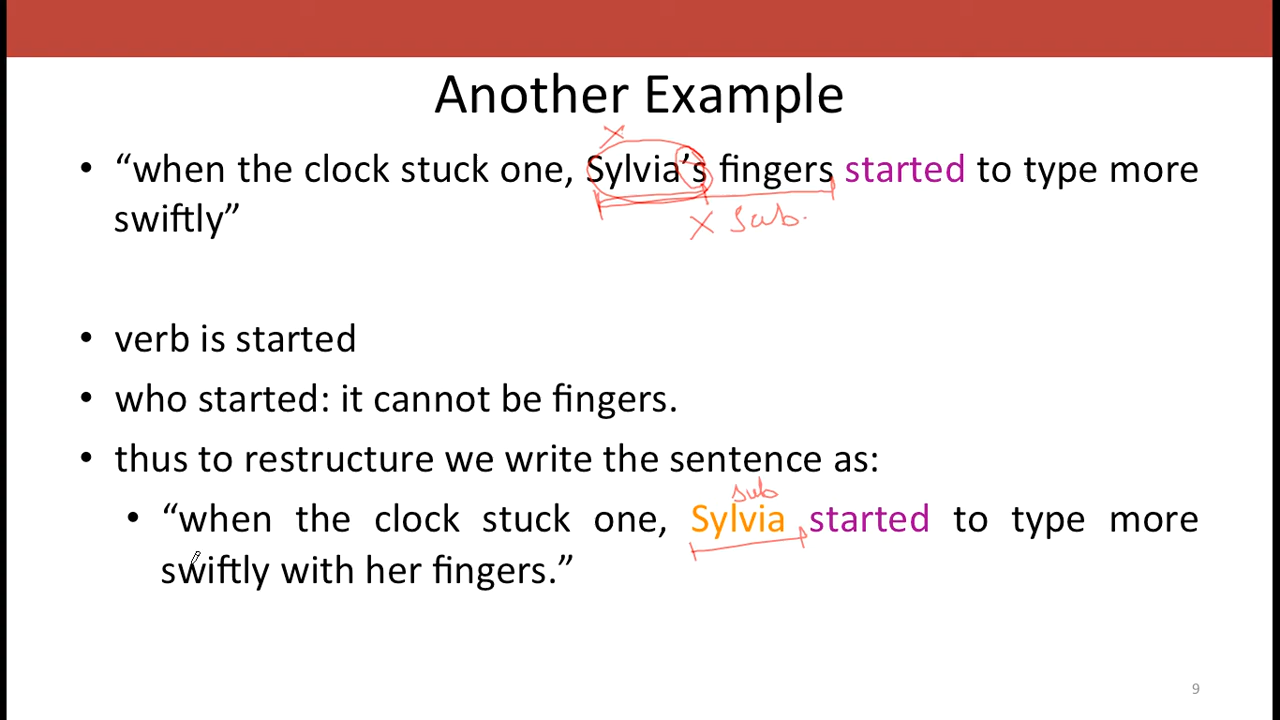 Another Example
• “when the clock stuck one, Sylvia’s fingers started to type more
swiftly”
X
X sub.
• verb is started
• who started: it cannot be fingers.
• thus to restructure we write the sentence as:
sub
• “when the clock stuck one, Sylvia started to type more
swiftly with her fingers.”
9